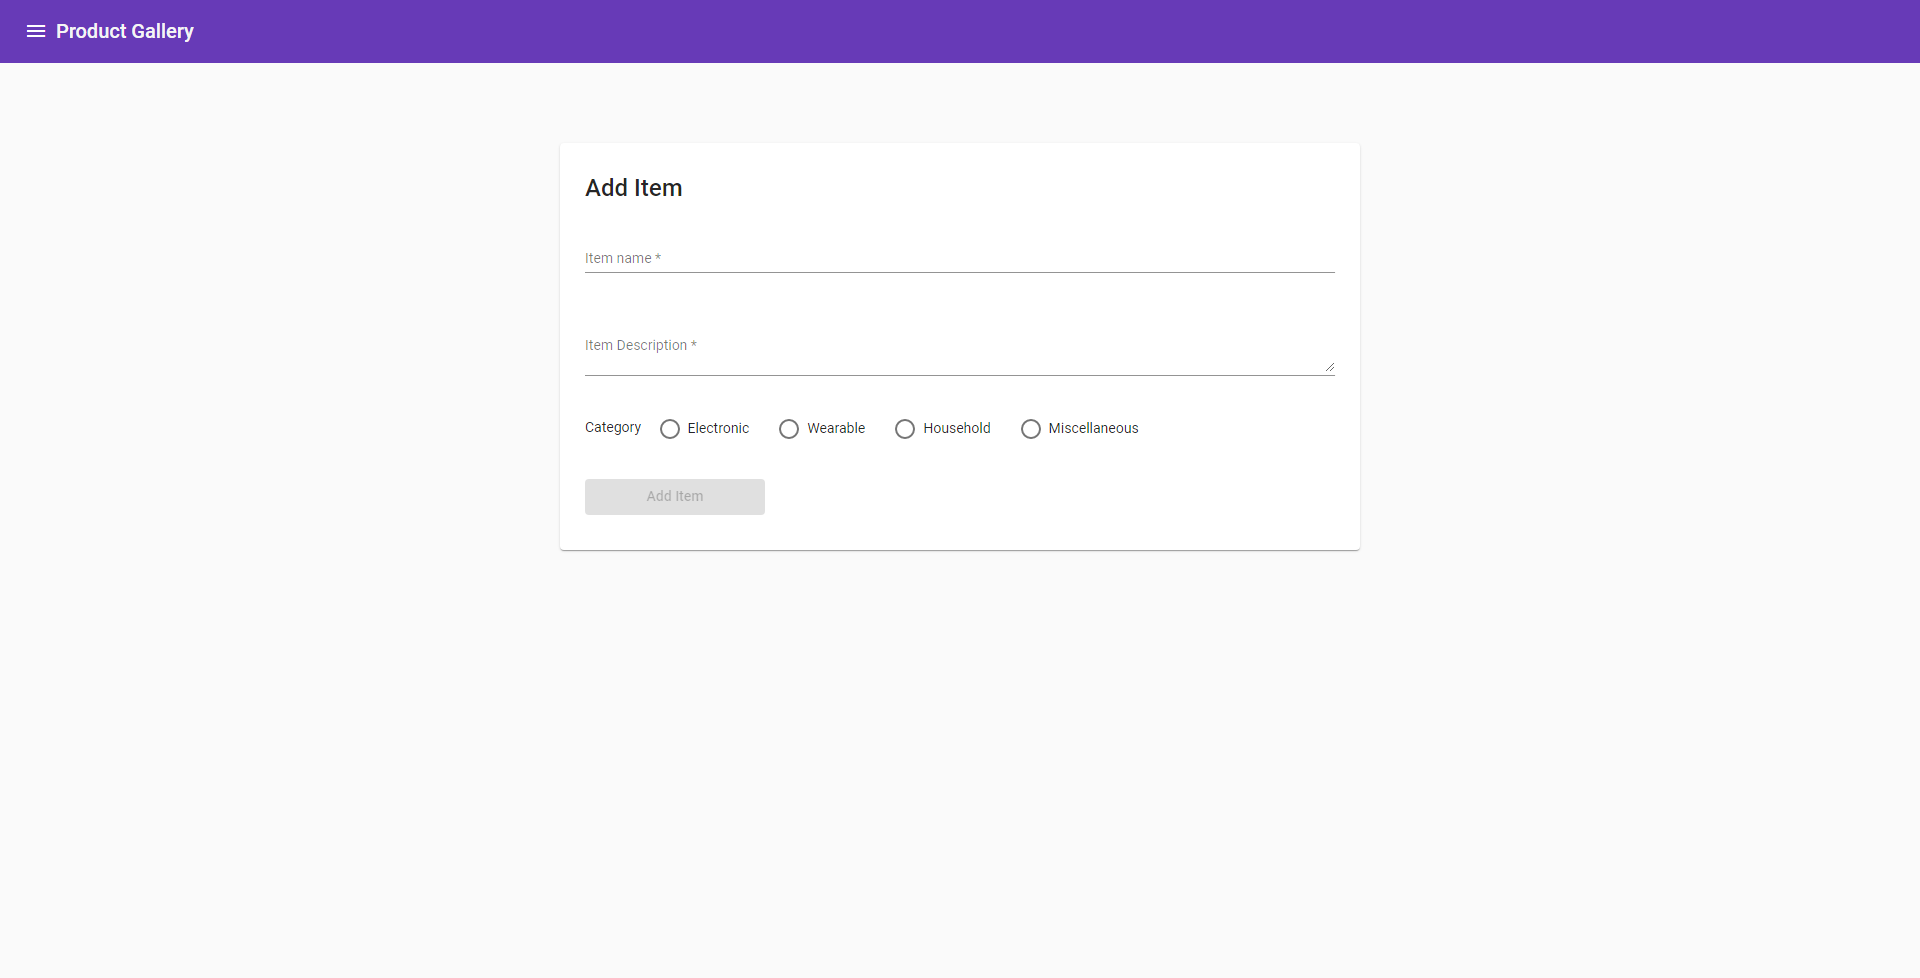 Product Gallery
Add Item
Item name *
Item Description *
Category Electronic Wearable Household Miscellaneous
Add Item